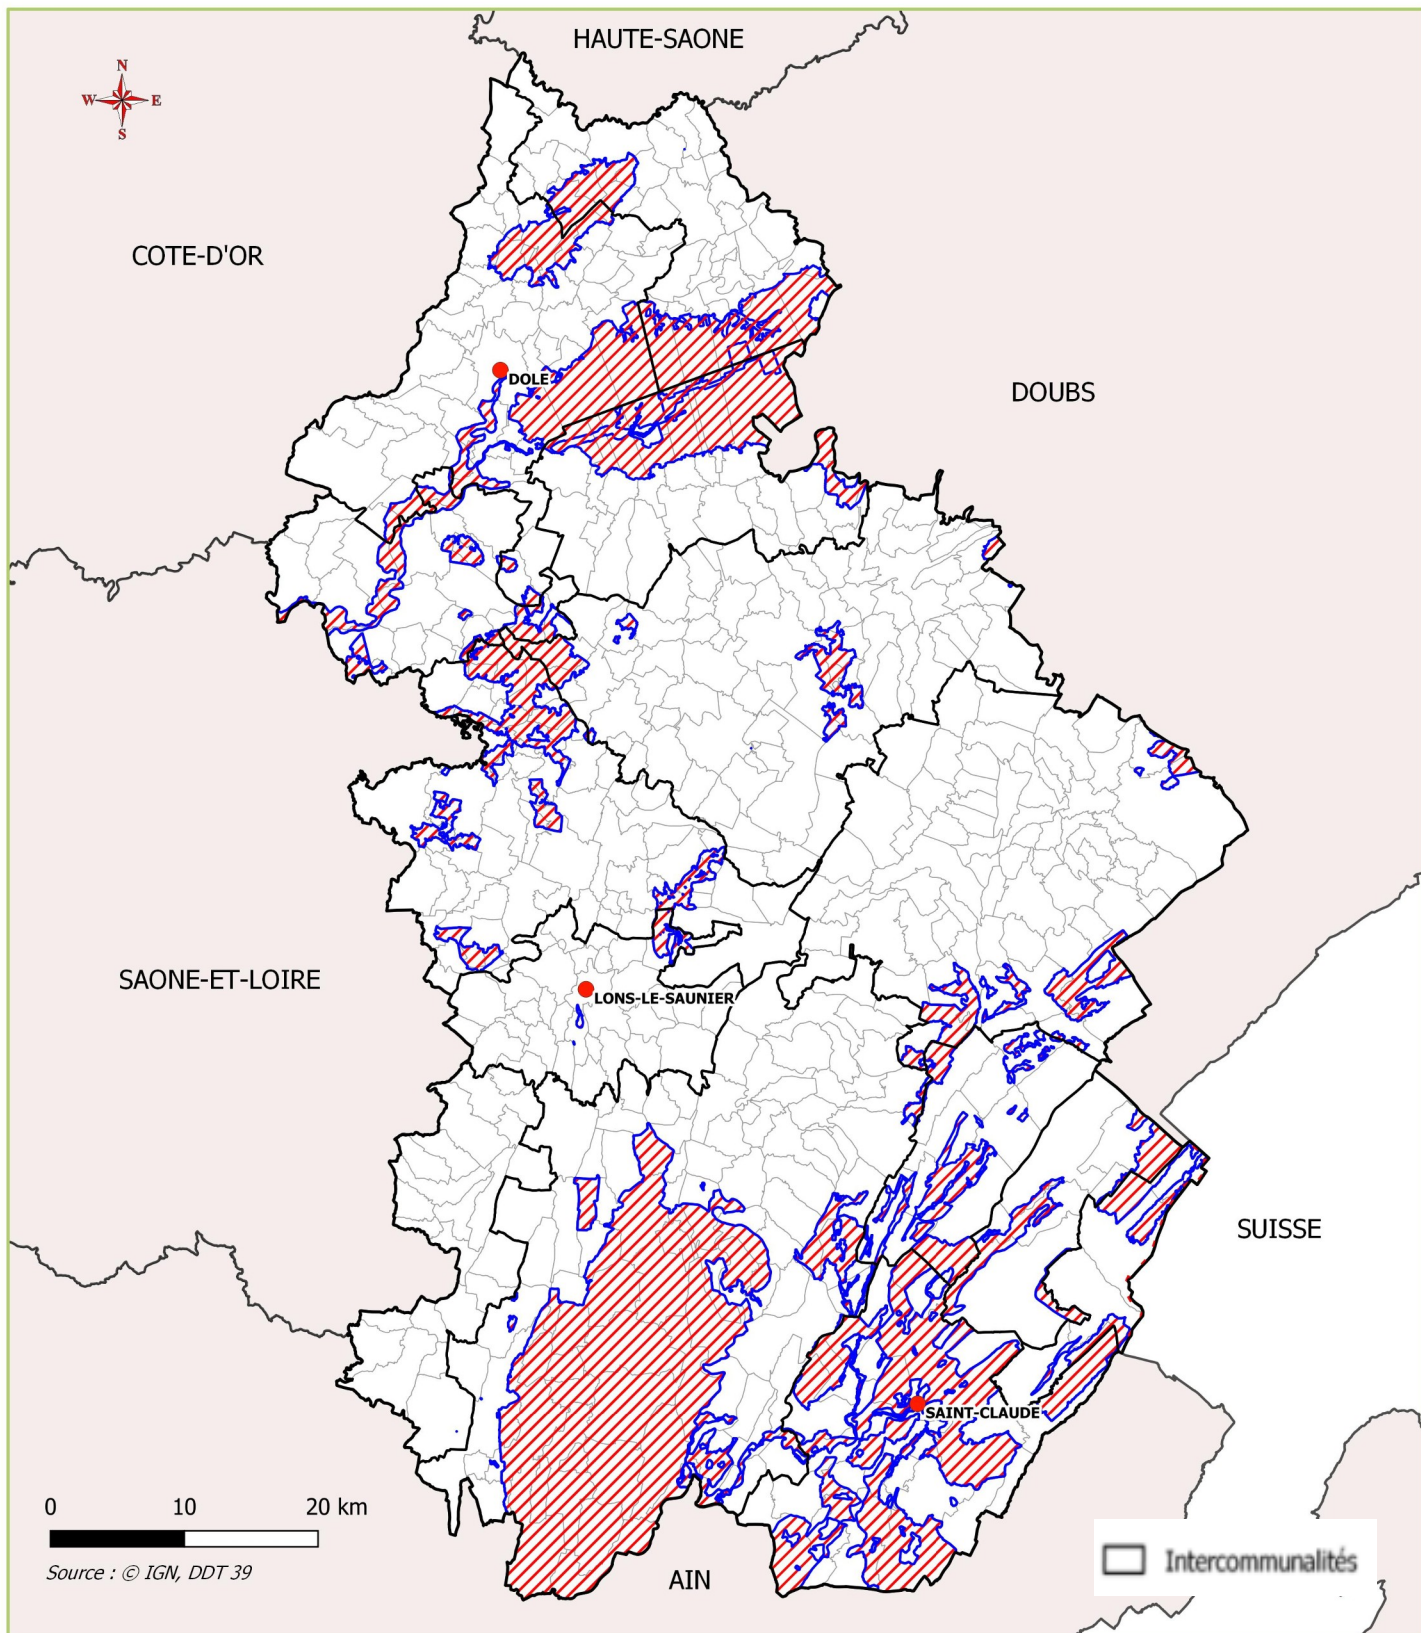 HAUTE-SAONE
N
W E
S
COTE-D'OR
DOLE
DOUBS
SAONE-ET-LOIRE
LONS-LE-SAUNIER
SUISSE
SAINT-CLAUDE
0 10 20 km
Source : © IGN, DDT 39
AIN
Intercommunalités